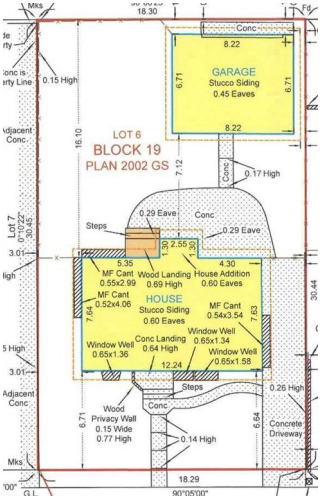 Mks
18.30
Conc
Fd
8.22
0.15 High
6.71
GARAGE
Stucco Siding
0.45 Eaves
6.71
8.22
erty Line
Adjacent
Conc.
LOT 6
BLOCK 19
PLAN 2002 GS
16.10
7.12
Conc
0.17 High
Lot 7
0°10'22"
30.45
0.29 Eave
Conc
0.29 Eave
Steps
3.01
1.30
2.55
1.30
5.35
4.30
30.44
MF Cant
0.55x2.99
Wood Landing
0.69 High
House Addition
0.60 Eaves
MF Cant
0.52x4.06
HOUSE
Stucco Siding
0.60 Eaves
MF Cant
0.54x3.54
7.64
7.63
Window Well
0.65x1.36
Conc Landing
0.64 High
Window Well
0.65x1.34
Window Well
0.65x1.58
3.01
12.24
Steps
0.26 High
Adjacent
Conc
6.71
Wood
Privacy Wall
0.15 Wide
0.77 High
Conc
0.14 High
6.64
Concrete
Driveway
Mks
18.29
G.L.
90°05'00"